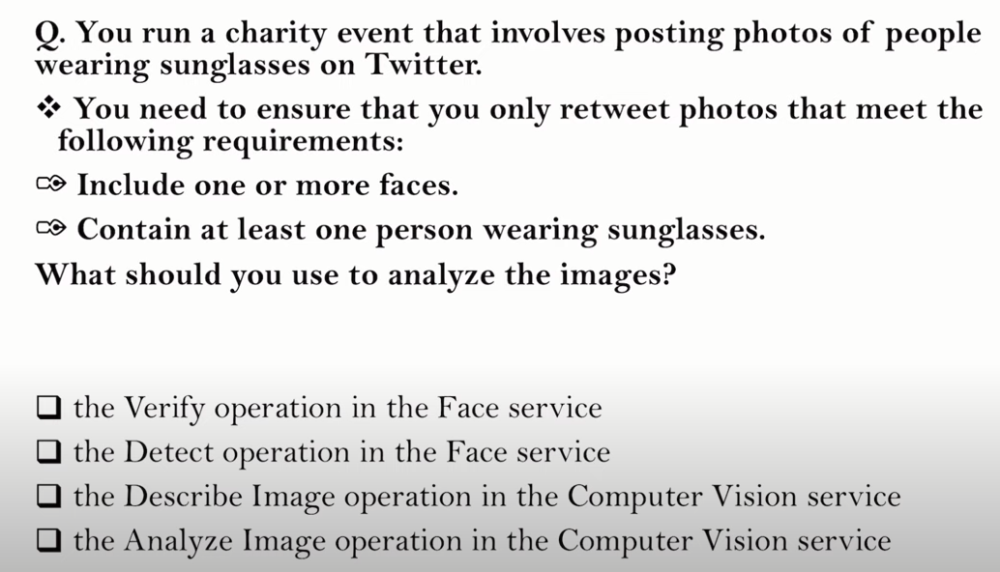 Q. You run a charity event that involves posting photos of people
wearing sunglasses on Twitter.
❖ You need to ensure that you only retweet photos that meet the
following requirements:
Include one or more faces.
Contain at least one person wearing sunglasses.
What should you use to analyze the images?
❑ the Verify operation in the Face service
❑ the Detect operation in the Face service
❑ the Describe Image operation in the Computer Vision service
❑ the Analyze Image operation in the Computer Vision service